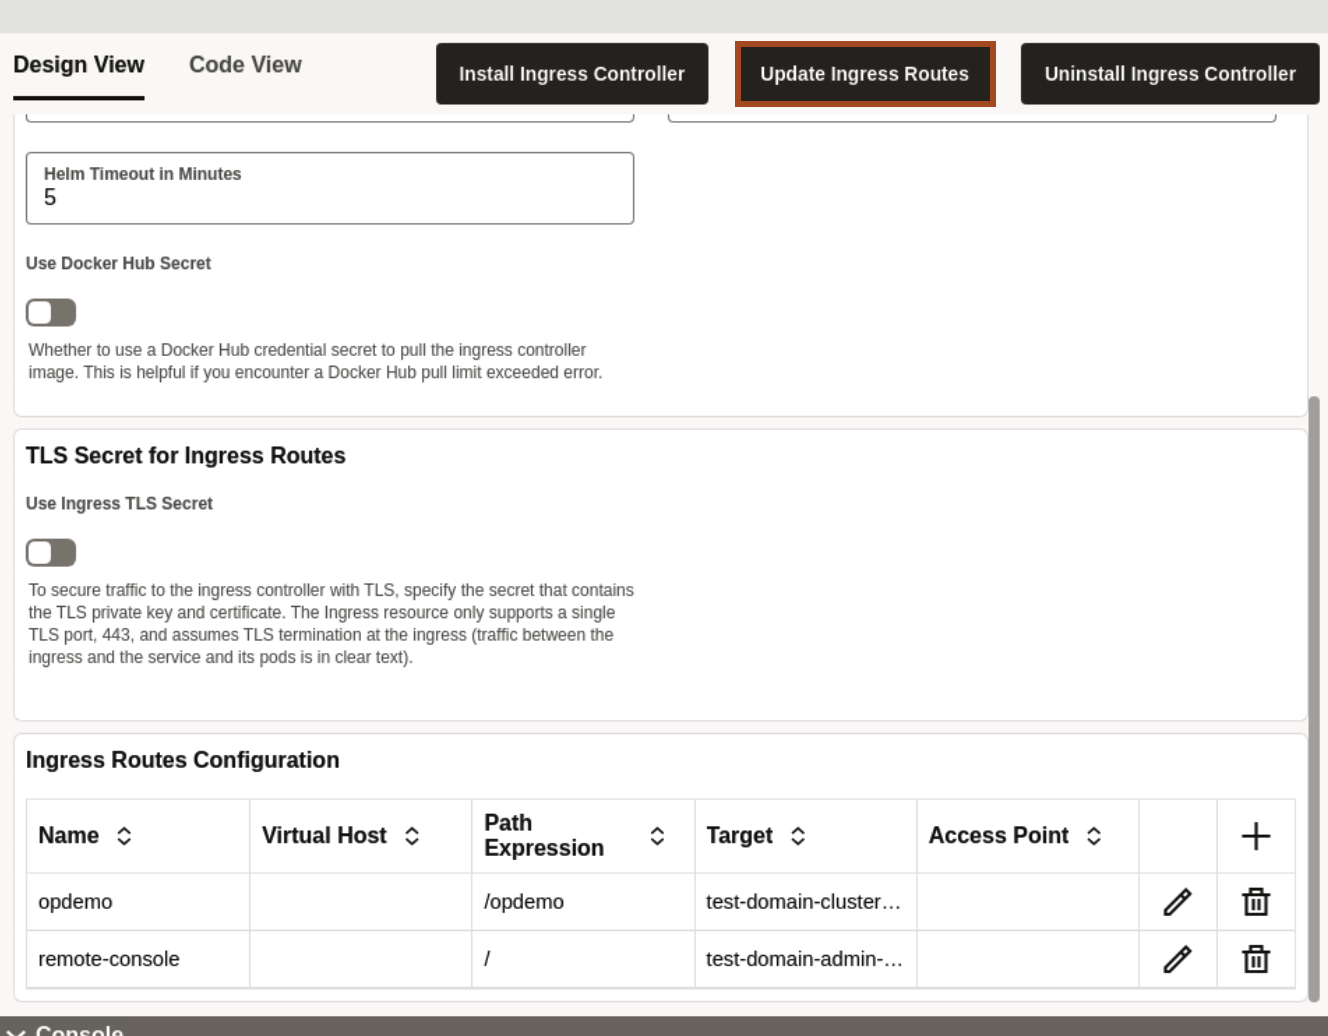 Design View
Code View
Install Ingress Controller
Update Ingress Routes
Uninstall Ingress Controller
Helm Timeout in Minutes
5
Use Docker Hub Secret
Whether to use a Docker Hub credential secret to pull the ingress controller
image. This is helpful if you encounter a Docker Hub pull limit exceeded error.
TLS Secret for Ingress Routes
Use Ingress TLS Secret
To secure traffic to the ingress controller with TLS, specify the secret that contains
the TLS private key and certificate. The Ingress resource only supports a single
TLS port, 443, and assumes TLS termination at the ingress (traffic between the
ingress and the service and its pods is in clear text).
Ingress Routes Configuration
Name
Virtual Host
Path
Expression
Target
Access Point
opdemo
/opdemo
test-domain-cluster...
remote-console
/
test-domain-admin-...
Console